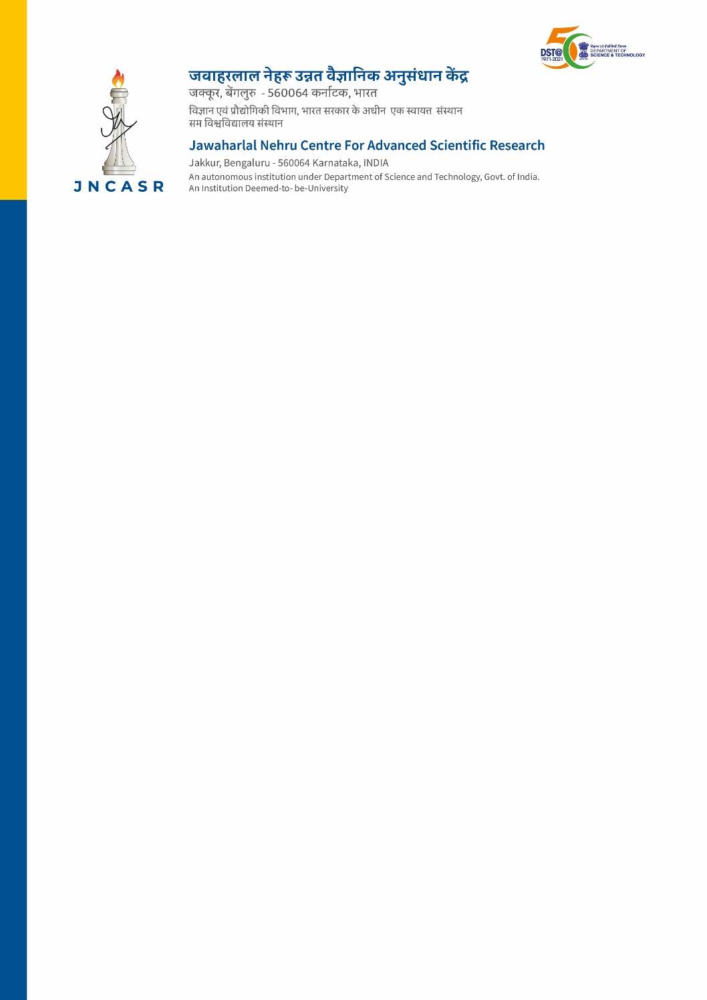 DST@
1971-2021
विज्ञान एवं प्रौद्योगिकी विभाग
DEPARTMENT OF
SCIENCE & TECHNOLOGY
जवाहरलाल नेहरू उन्नत वैज्ञानिक अनुसंधान केंद्र
जक्कूर, बेंगलुरु - 560064 कर्नाटक, भारत
विज्ञान एवं प्रौद्योगिकी विभाग, भारत सरकार के अधीन एक स्वायत्त संस्थान
सम विश्वविद्यालय संस्थान
Jawaharlal Nehru Centre For Advanced Scientific Research
Jakkur, Bengaluru - 560064 Karnataka, INDIA
An autonomous institution under Department of Science and Technology, Govt. of India.
An Institution Deemed-to- be-University
JNCASR